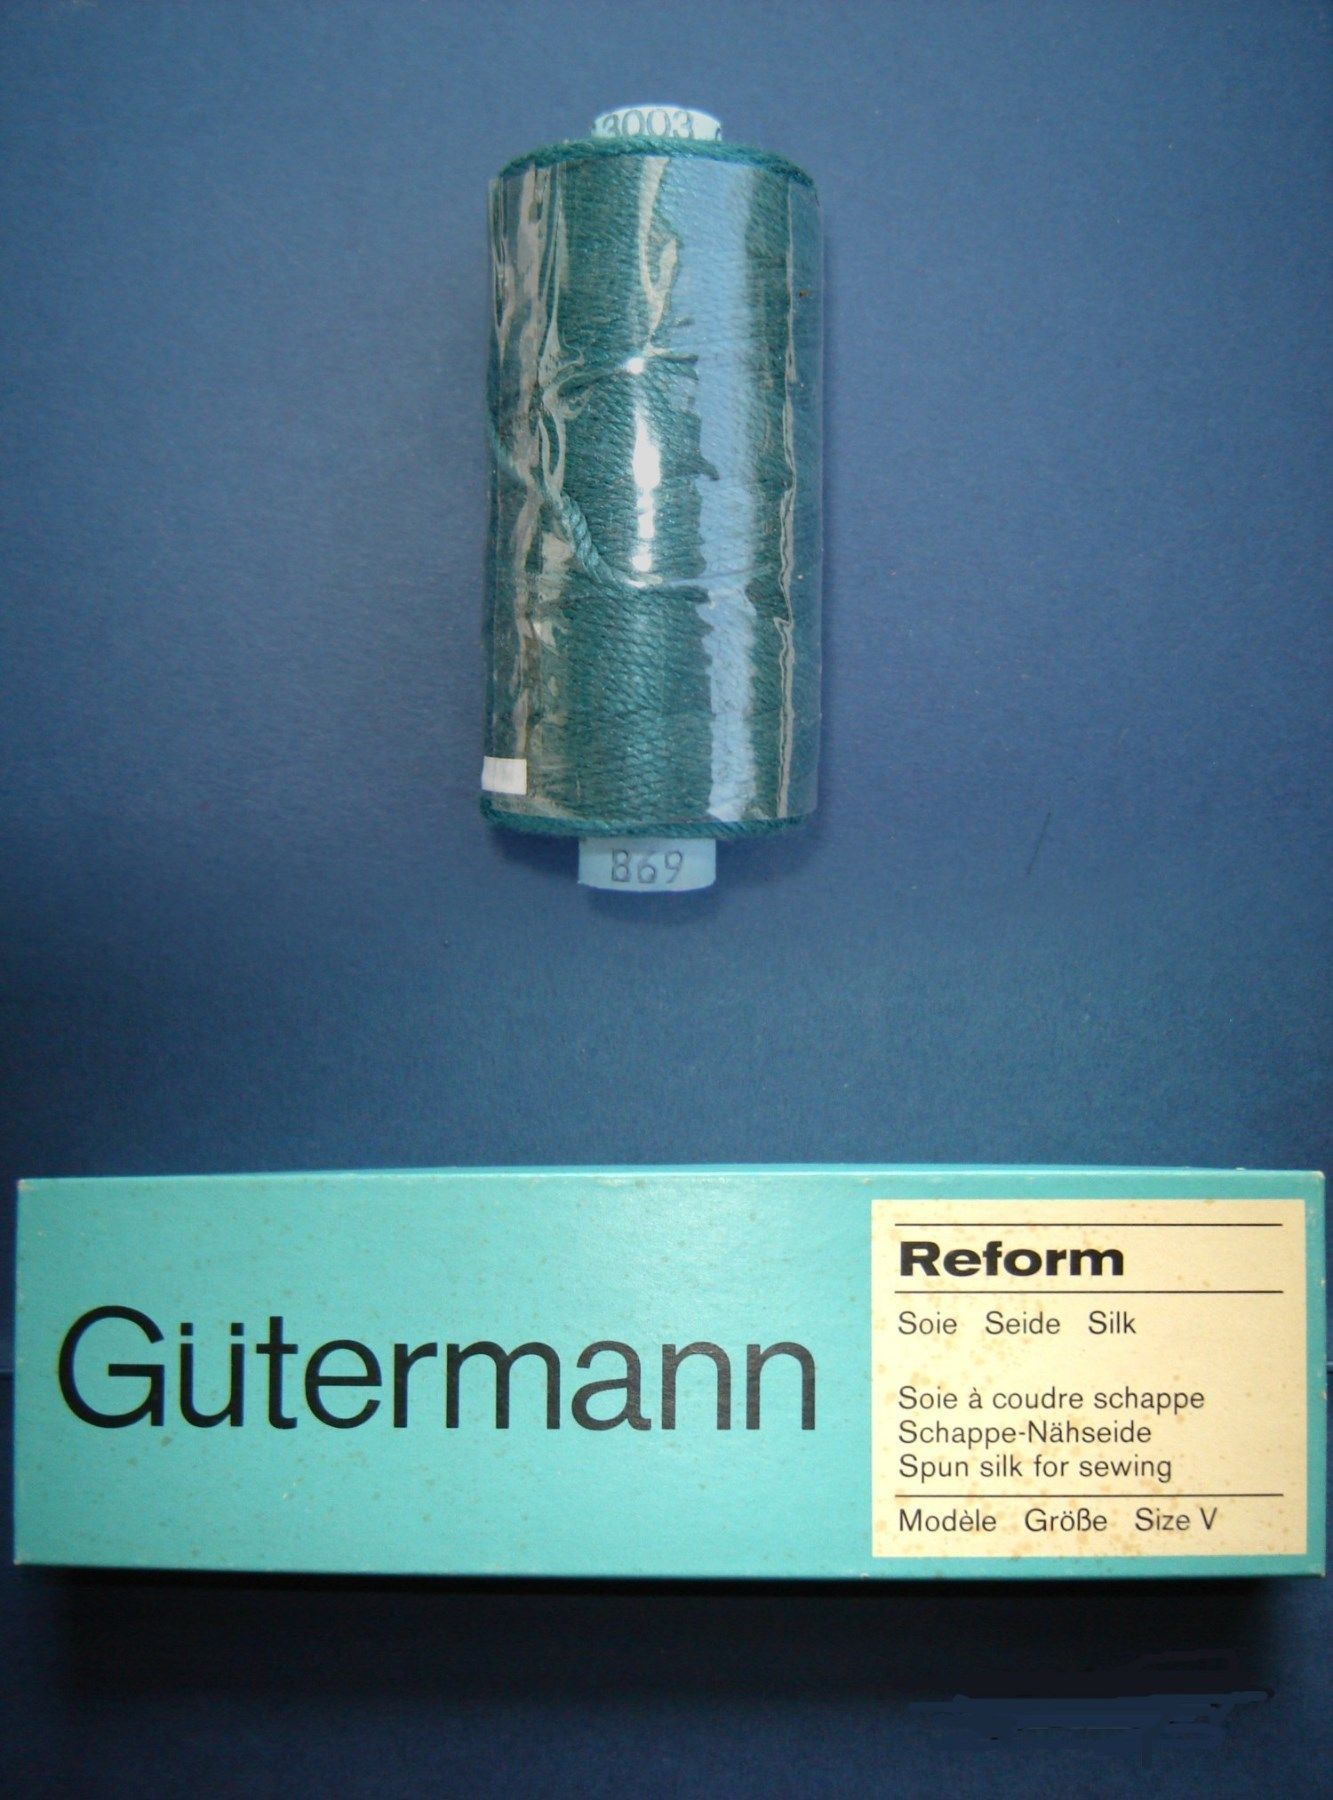 3003
869
Gütermann
Reform
Soie Seide Silk
Soie à coudre schappe
Schappe-Nähseide
Spun silk for sewing
Modèle Größe Size V